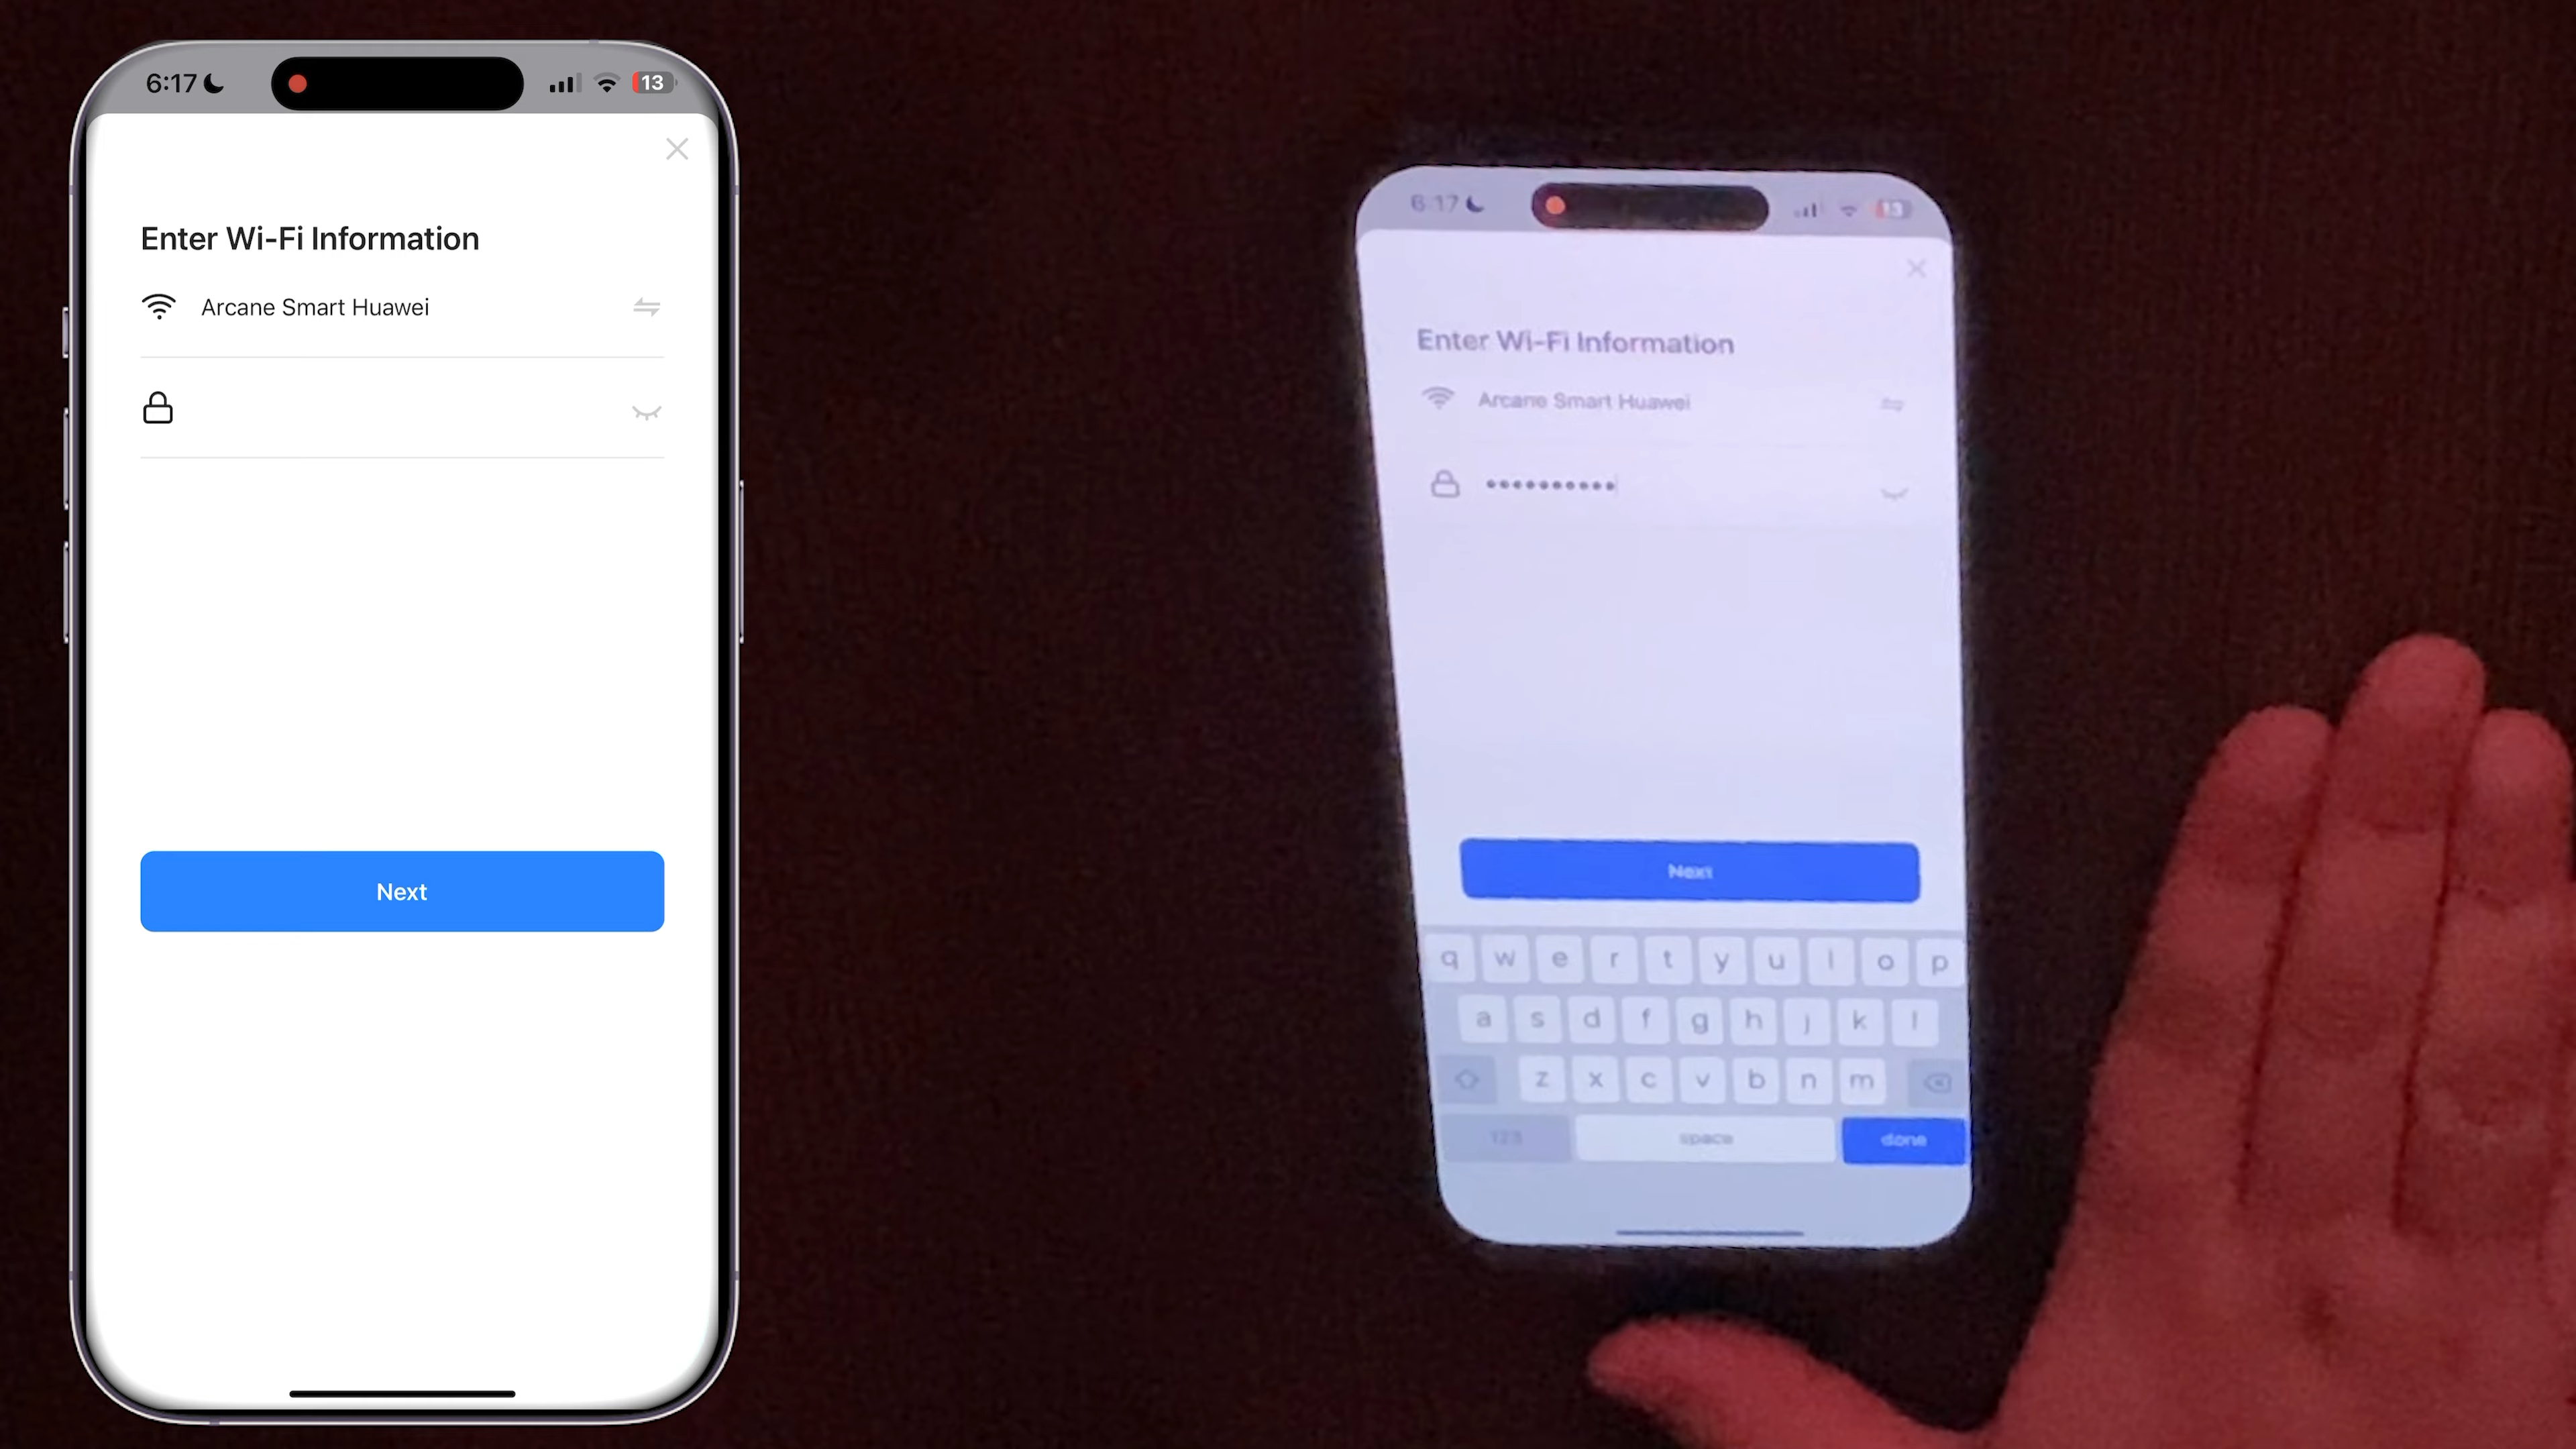 6:17
13
Enter Wi-Fi Information
Arcane Smart Huawei
Next
6:17
13
Enter Wi-Fi Information
Arcane Smart Huawei
••••••••••
Next
q w e r t y u i o p
a s d f g h j k l
z x c v b n m
123 space done